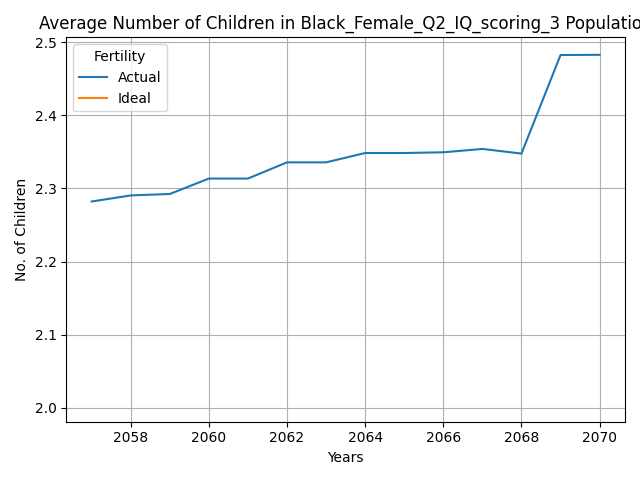 Average Number of Children in Black_Female_Q2_IQ_scoring_3 Populatio
Fertility
Actual
Ideal
2.5
2.4
2.3
2.2
2.1
2.0
No. of Children
2058 2060 2062 2064 2066 2068 2070
Years